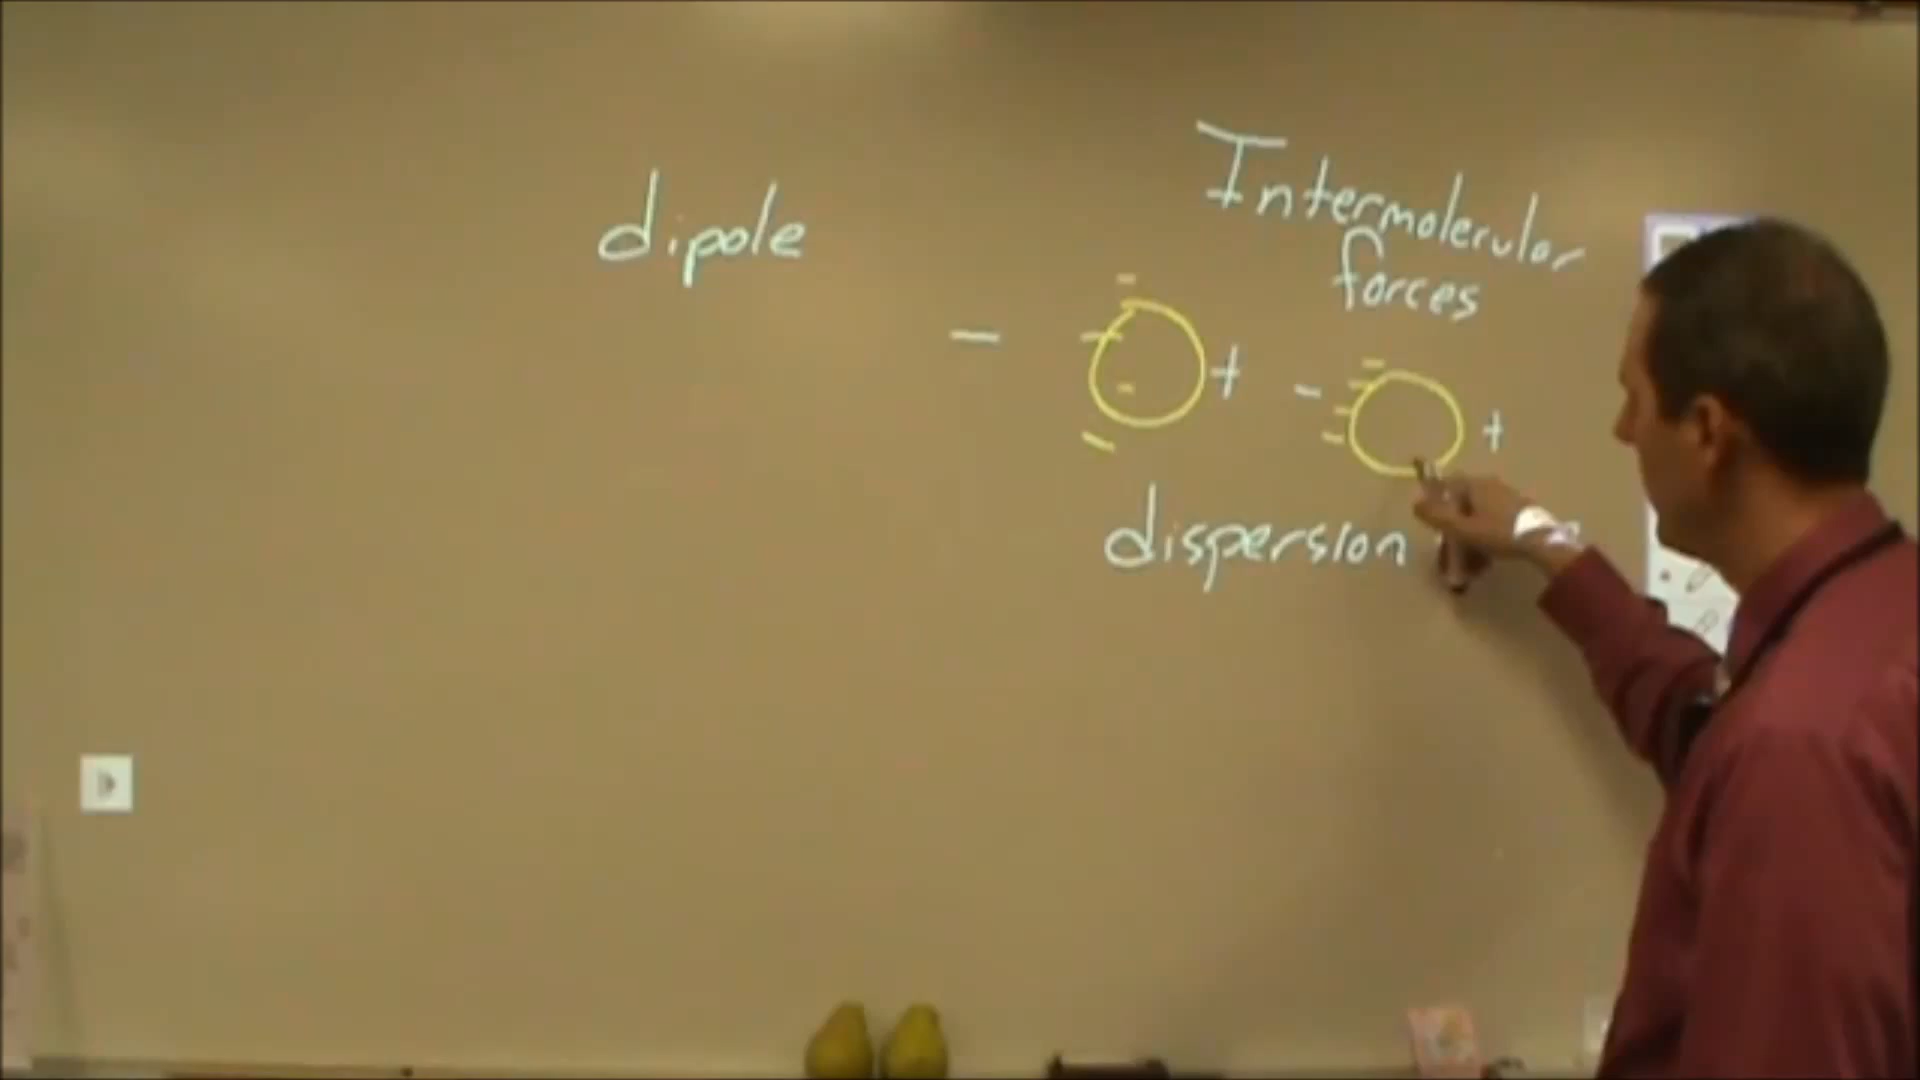 Intermolecular
forces
dipole
- - - - + - - - - - +
dispersion